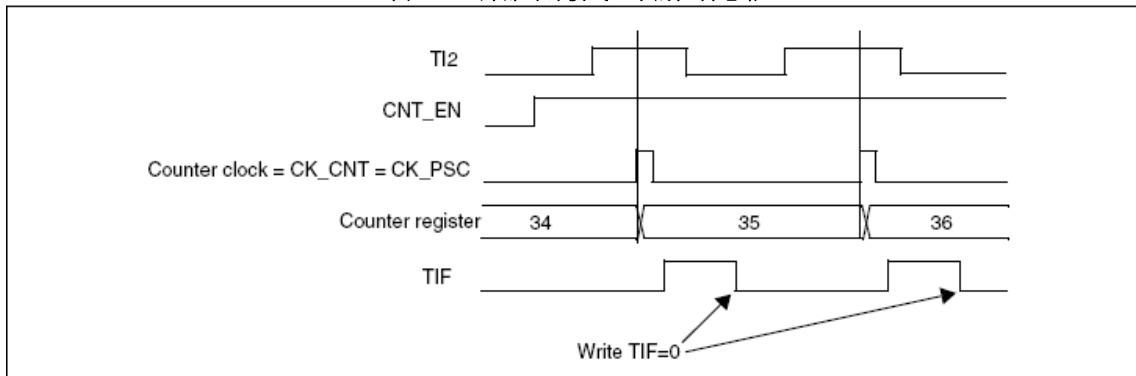 TI2
CNT_EN
Counter clock = CK_CNT = CK_PSC
Counter register 34 35 36
TIF
Write TIF=0